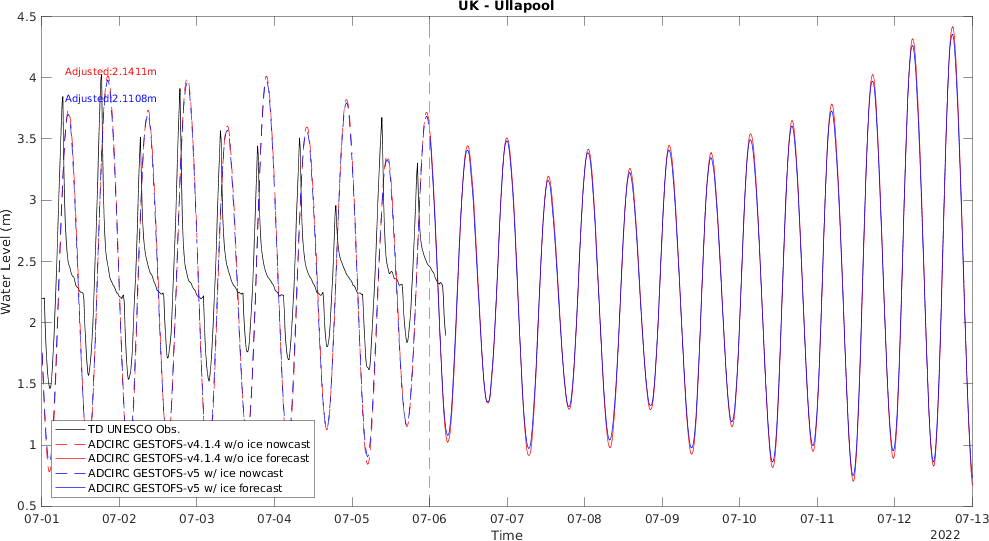 UK - Ullapool
4.5
4
3.5
3
2.5
2
1.5
1
0.5
Water Level (m)
Adjusted:2.1411m
Adjusted:2.1108m
TD UNESCO Obs.
ADCIRC GESTOFS-v4.1.4 w/o ice nowcast
ADCIRC GESTOFS-v4.1.4 w/o ice forecast
ADCIRC GESTOFS-v5 w/ ice nowcast
ADCIRC GESTOFS-v5 w/ ice forecast
07-01 07-02 07-03 07-04 07-05 07-06 07-07 07-08 07-09 07-10 07-11 07-12 07-13
Time
2022